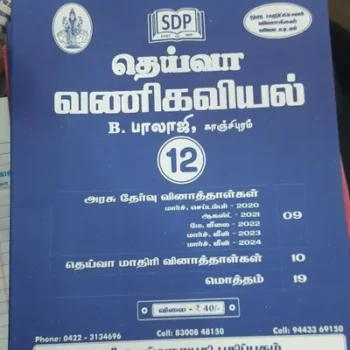 SDP
தெய்வா
வணிகவியல்
B. பாலாஜி, காஞ்சிபுரம்
12
அரசு தேர்வு வினாத்தாள்கள்
மார்ச், செப்டம்பர் - 2020
ஆகஸ்ட் - 2021
மே, ஜீலை - 2022
மார்ச், ஜீன் - 2023
மார்ச், ஜீன் - 2024
09
தெய்வா மாதிரி வினாத்தாள்கள் 10
மொத்தம் 19
விலை - ₹ 40/-
Phone: 0422 - 3134696 Cell: 83008 48150 Cell: 94433 69150